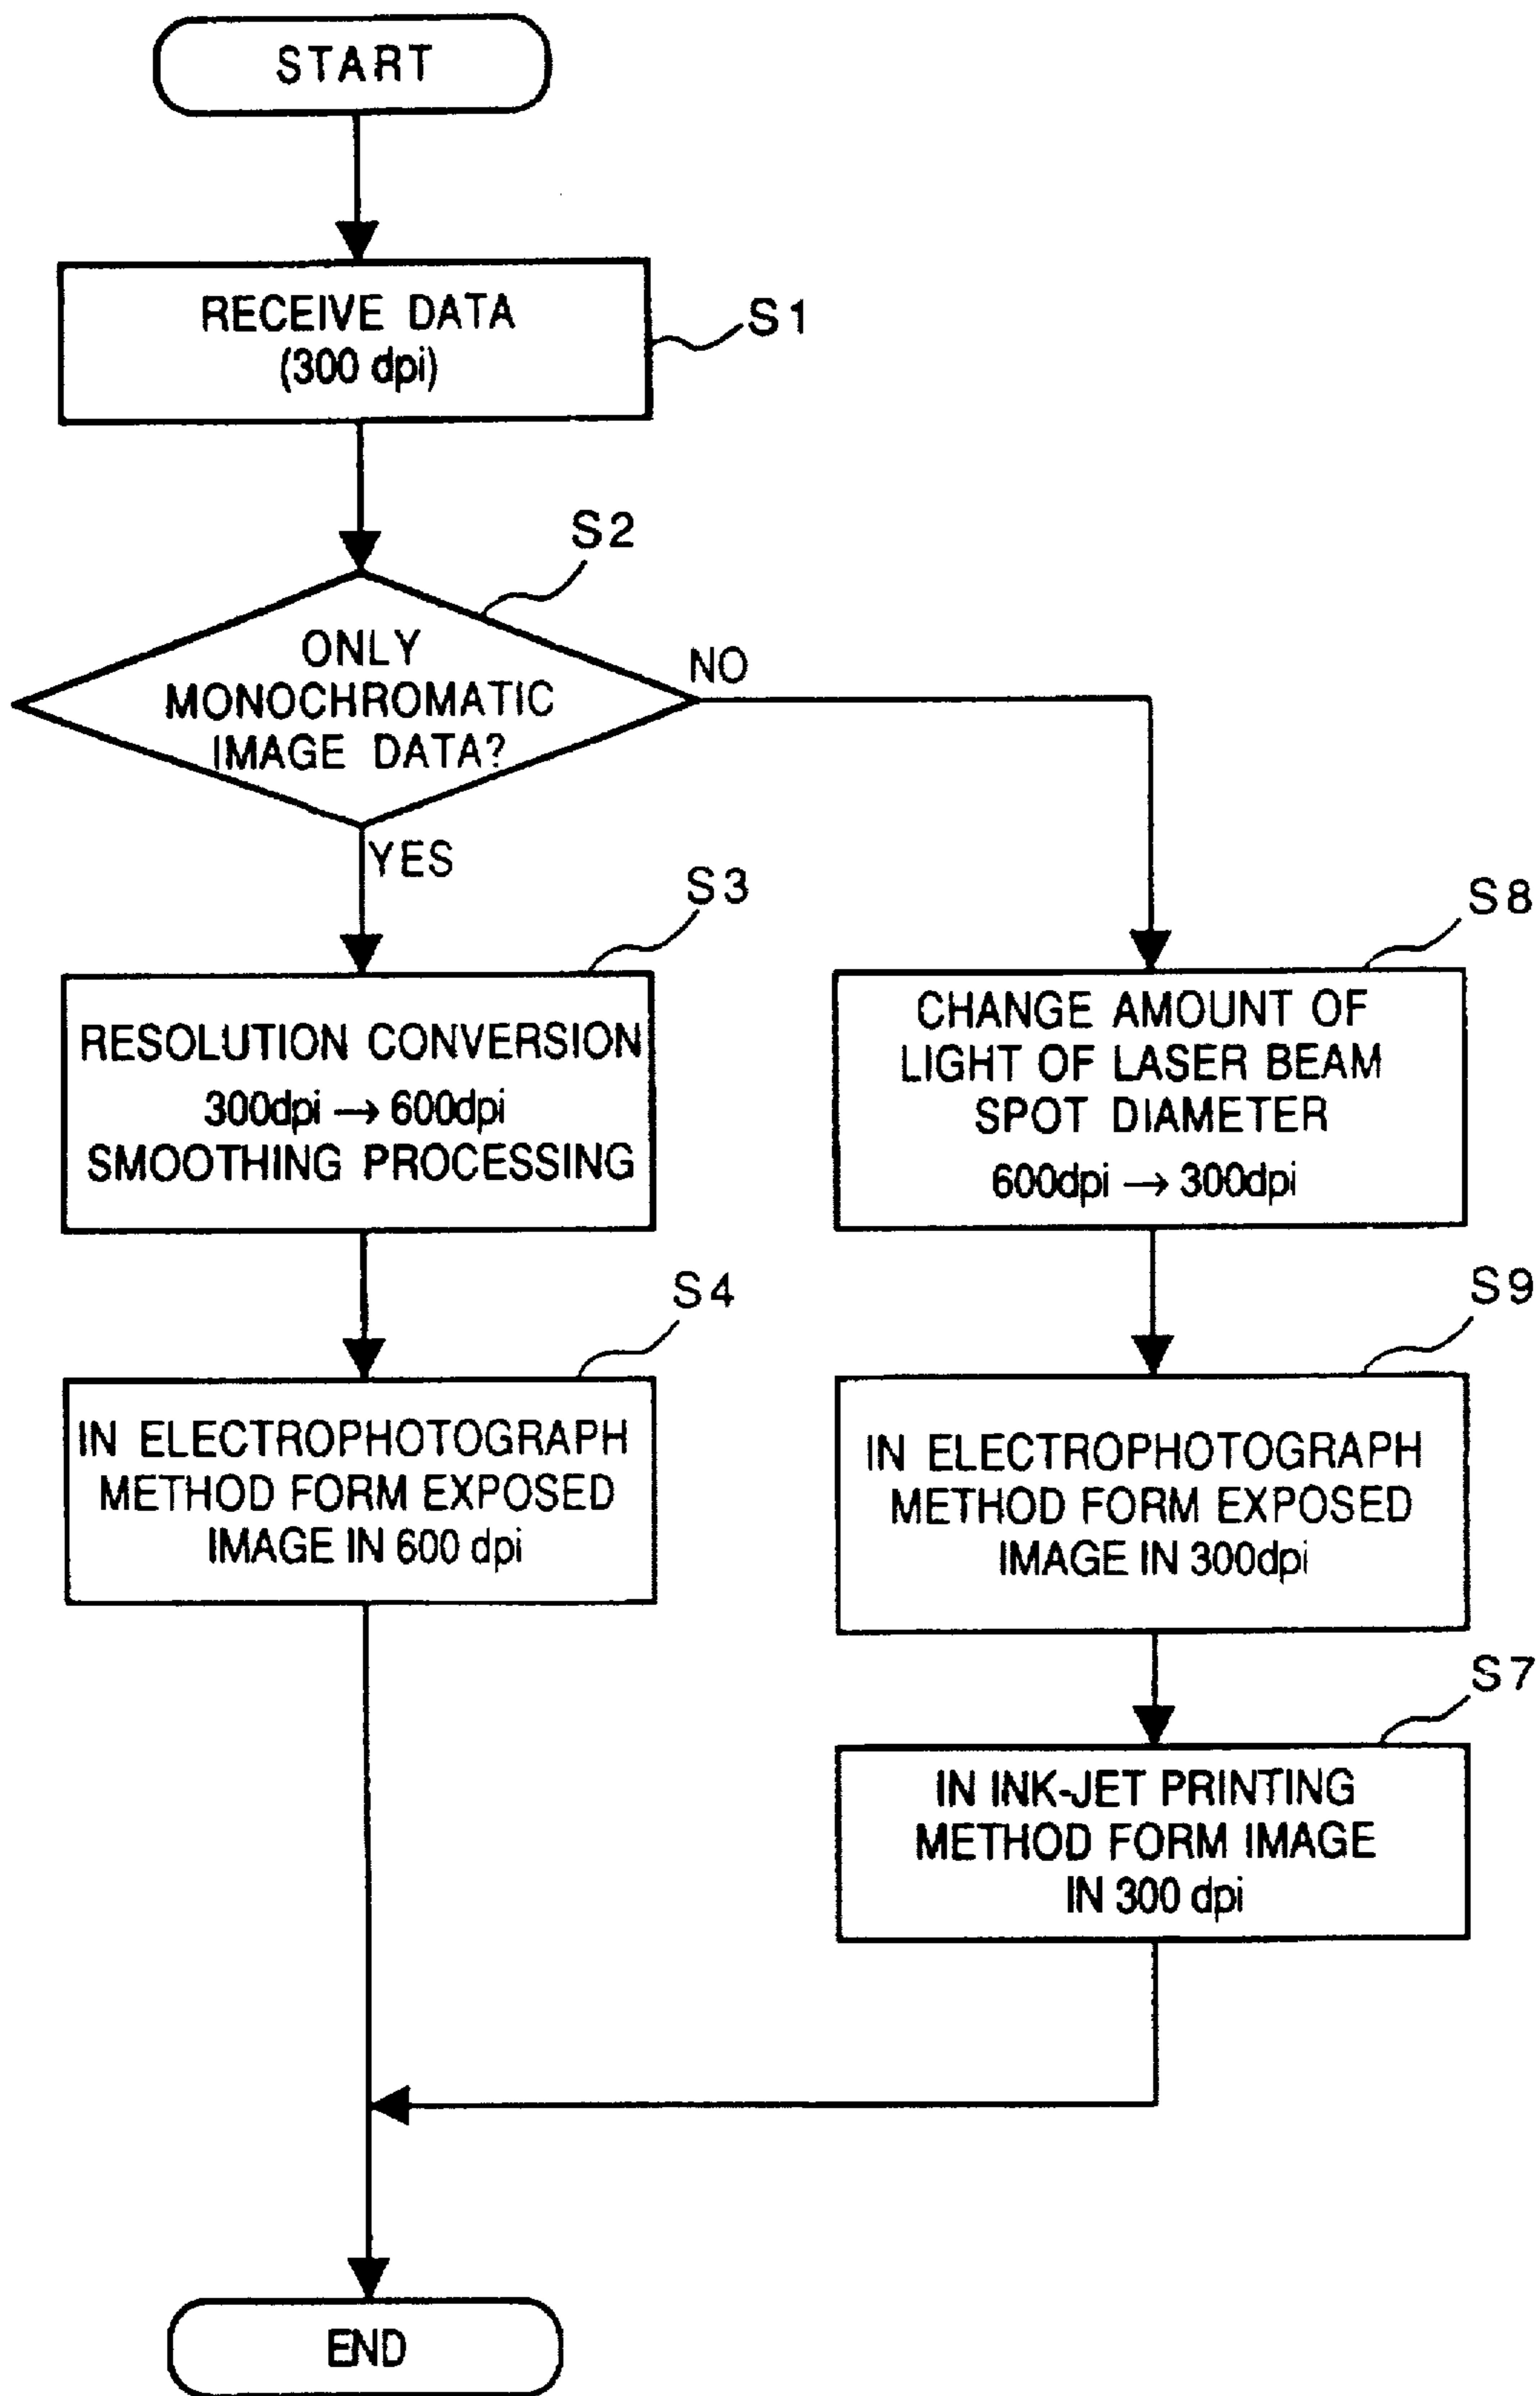 START
RECEIVE DATA
(300 dpi)
S1
S2
ONLY
MONOCHROMATIC
IMAGE DATA?
NO
YES
S3
RESOLUTION CONVERSION
300dpi → 600dpi
SMOOTHING PROCESSING
S4
IN ELECTROPHOTOGRAPH
METHOD FORM EXPOSED
IMAGE IN 600 dpi
S8
CHANGE AMOUNT OF
LIGHT OF LASER BEAM
SPOT DIAMETER
600dpi → 300dpi
S9
IN ELECTROPHOTOGRAPH
METHOD FORM EXPOSED
IMAGE IN 300dpi
S7
IN INK-JET PRINTING
METHOD FORM IMAGE
IN 300 dpi
END